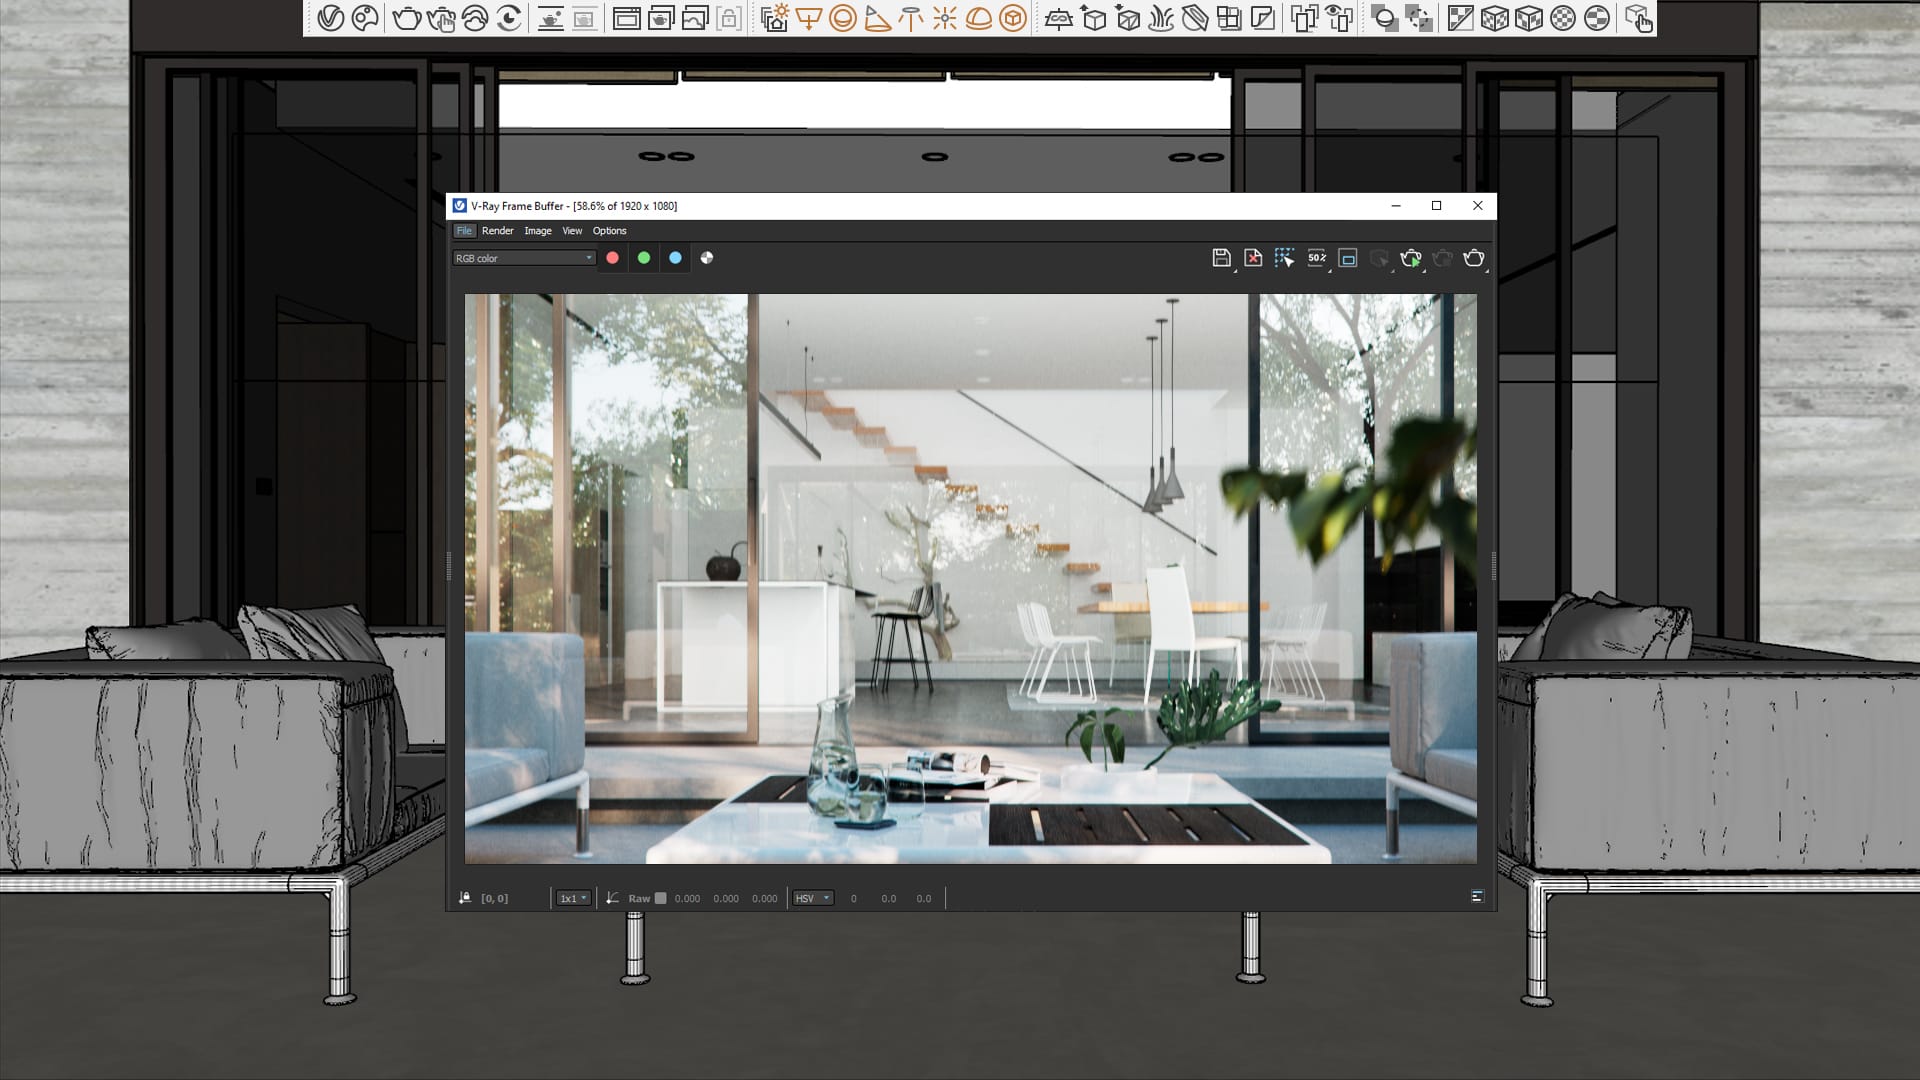 V-Ray Frame Buffer - [58.6% of 1920 x 1080]
File Render Image View Options
RGB color
50%
[0, 0] 1x1 Raw 0.000 0.000 0.000 HSV 0 0.0 0.0